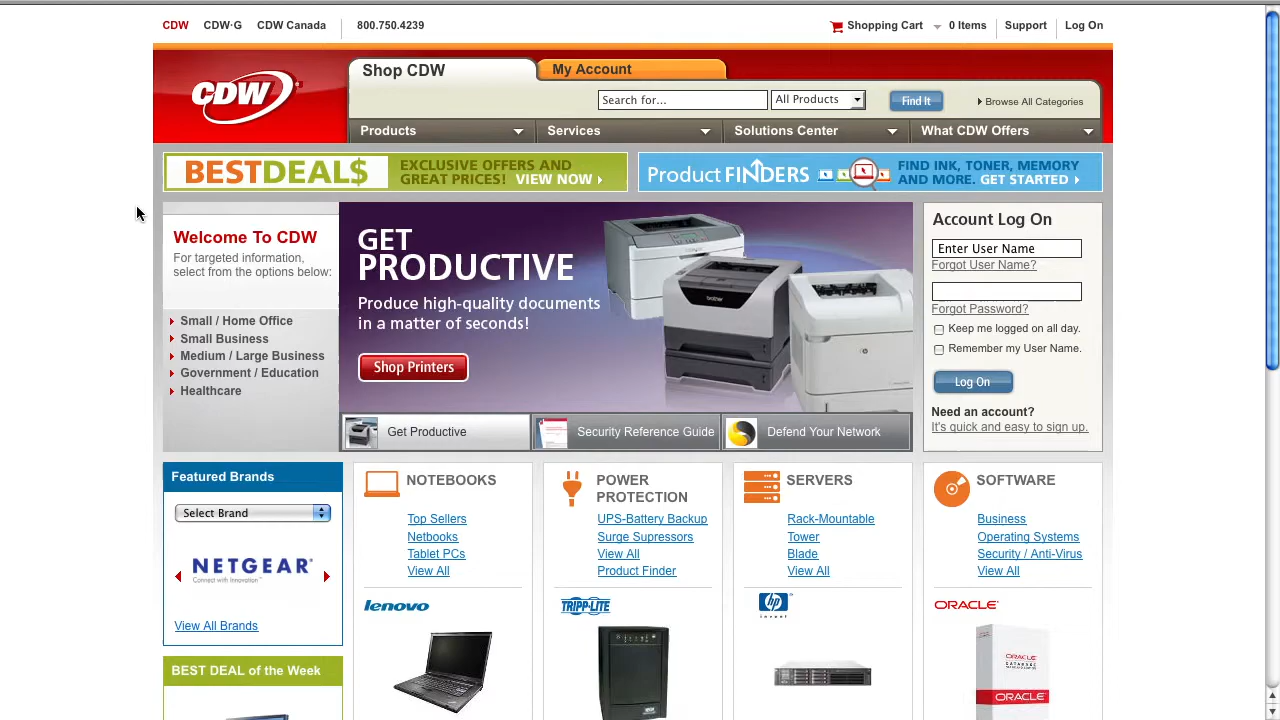 CDW CDW·G CDW Canada 800.750.4239 Shopping Cart 0 Items Support Log On
CDW
Shop CDW My Account
Search for... All Products Find It Browse All Categories
Products Services Solutions Center What CDW Offers
BESTDEAL$ EXCLUSIVE OFFERS AND
GREAT PRICES! VIEW NOW
Product FINDERS FIND INK, TONER, MEMORY
AND MORE. GET STARTED
Welcome To CDW
For targeted information,
select from the options below:
Small / Home Office
Small Business
Medium / Large Business
Government / Education
Healthcare
GET
PRODUCTIVE
Produce high-quality documents
in a matter of seconds!
Shop Printers
brother
hp
Get Productive Security Reference Guide Defend Your Network
Account Log On
Enter User Name
Forgot User Name?
Forgot Password?
Keep me logged on all day.
Remember my User Name.
Log On
Need an account?
It's quick and easy to sign up.
Featured Brands
Select Brand
NETGEAR
Connect with Innovation
View All Brands
BEST DEAL of the Week
NOTEBOOKS
Top Sellers
Netbooks
Tablet PCs
View All
lenovo
POWER
PROTECTION
UPS-Battery Backup
Surge Supressors
View All
Product Finder
TRIPP-LITE
SERVERS
Rack-Mountable
Tower
Blade
View All
hp
invent
SOFTWARE
Business
Operating Systems
Security / Anti-Virus
View All
ORACLE
ORACLE
DATABASE
ORACLE